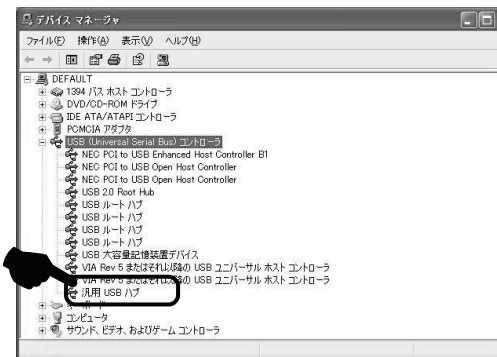 デバイス マネージャ
ファイル(F) 操作(A) 表示(V) ヘルプ(H)
DEFAULT
1394 バス ホスト コントローラ
DVD/CD-ROM ドライブ
IDE ATA/ATAPI コントローラ
PCMCIA アダプタ
USB (Universal Serial Bus) コントローラ
NEC PCI to USB Enhanced Host Controller B1
NEC PCI to USB Open Host Controller
NEC PCI to USB Open Host Controller
USB 2.0 Root Hub
USB ルート ハブ
USB ルート ハブ
USB ルート ハブ
USB ルート ハブ
USB 大容量記憶装置デバイス
VIA Rev 5 またはそれ以降の USB ユニバーサル ホスト コントローラ
VIA Rev 5 またはそれ以降の USB ユニバーサル ホスト コントローラ
汎用 USB ハブ
キーボード
コンピュータ
サウンド、ビデオ、およびゲーム コントローラ